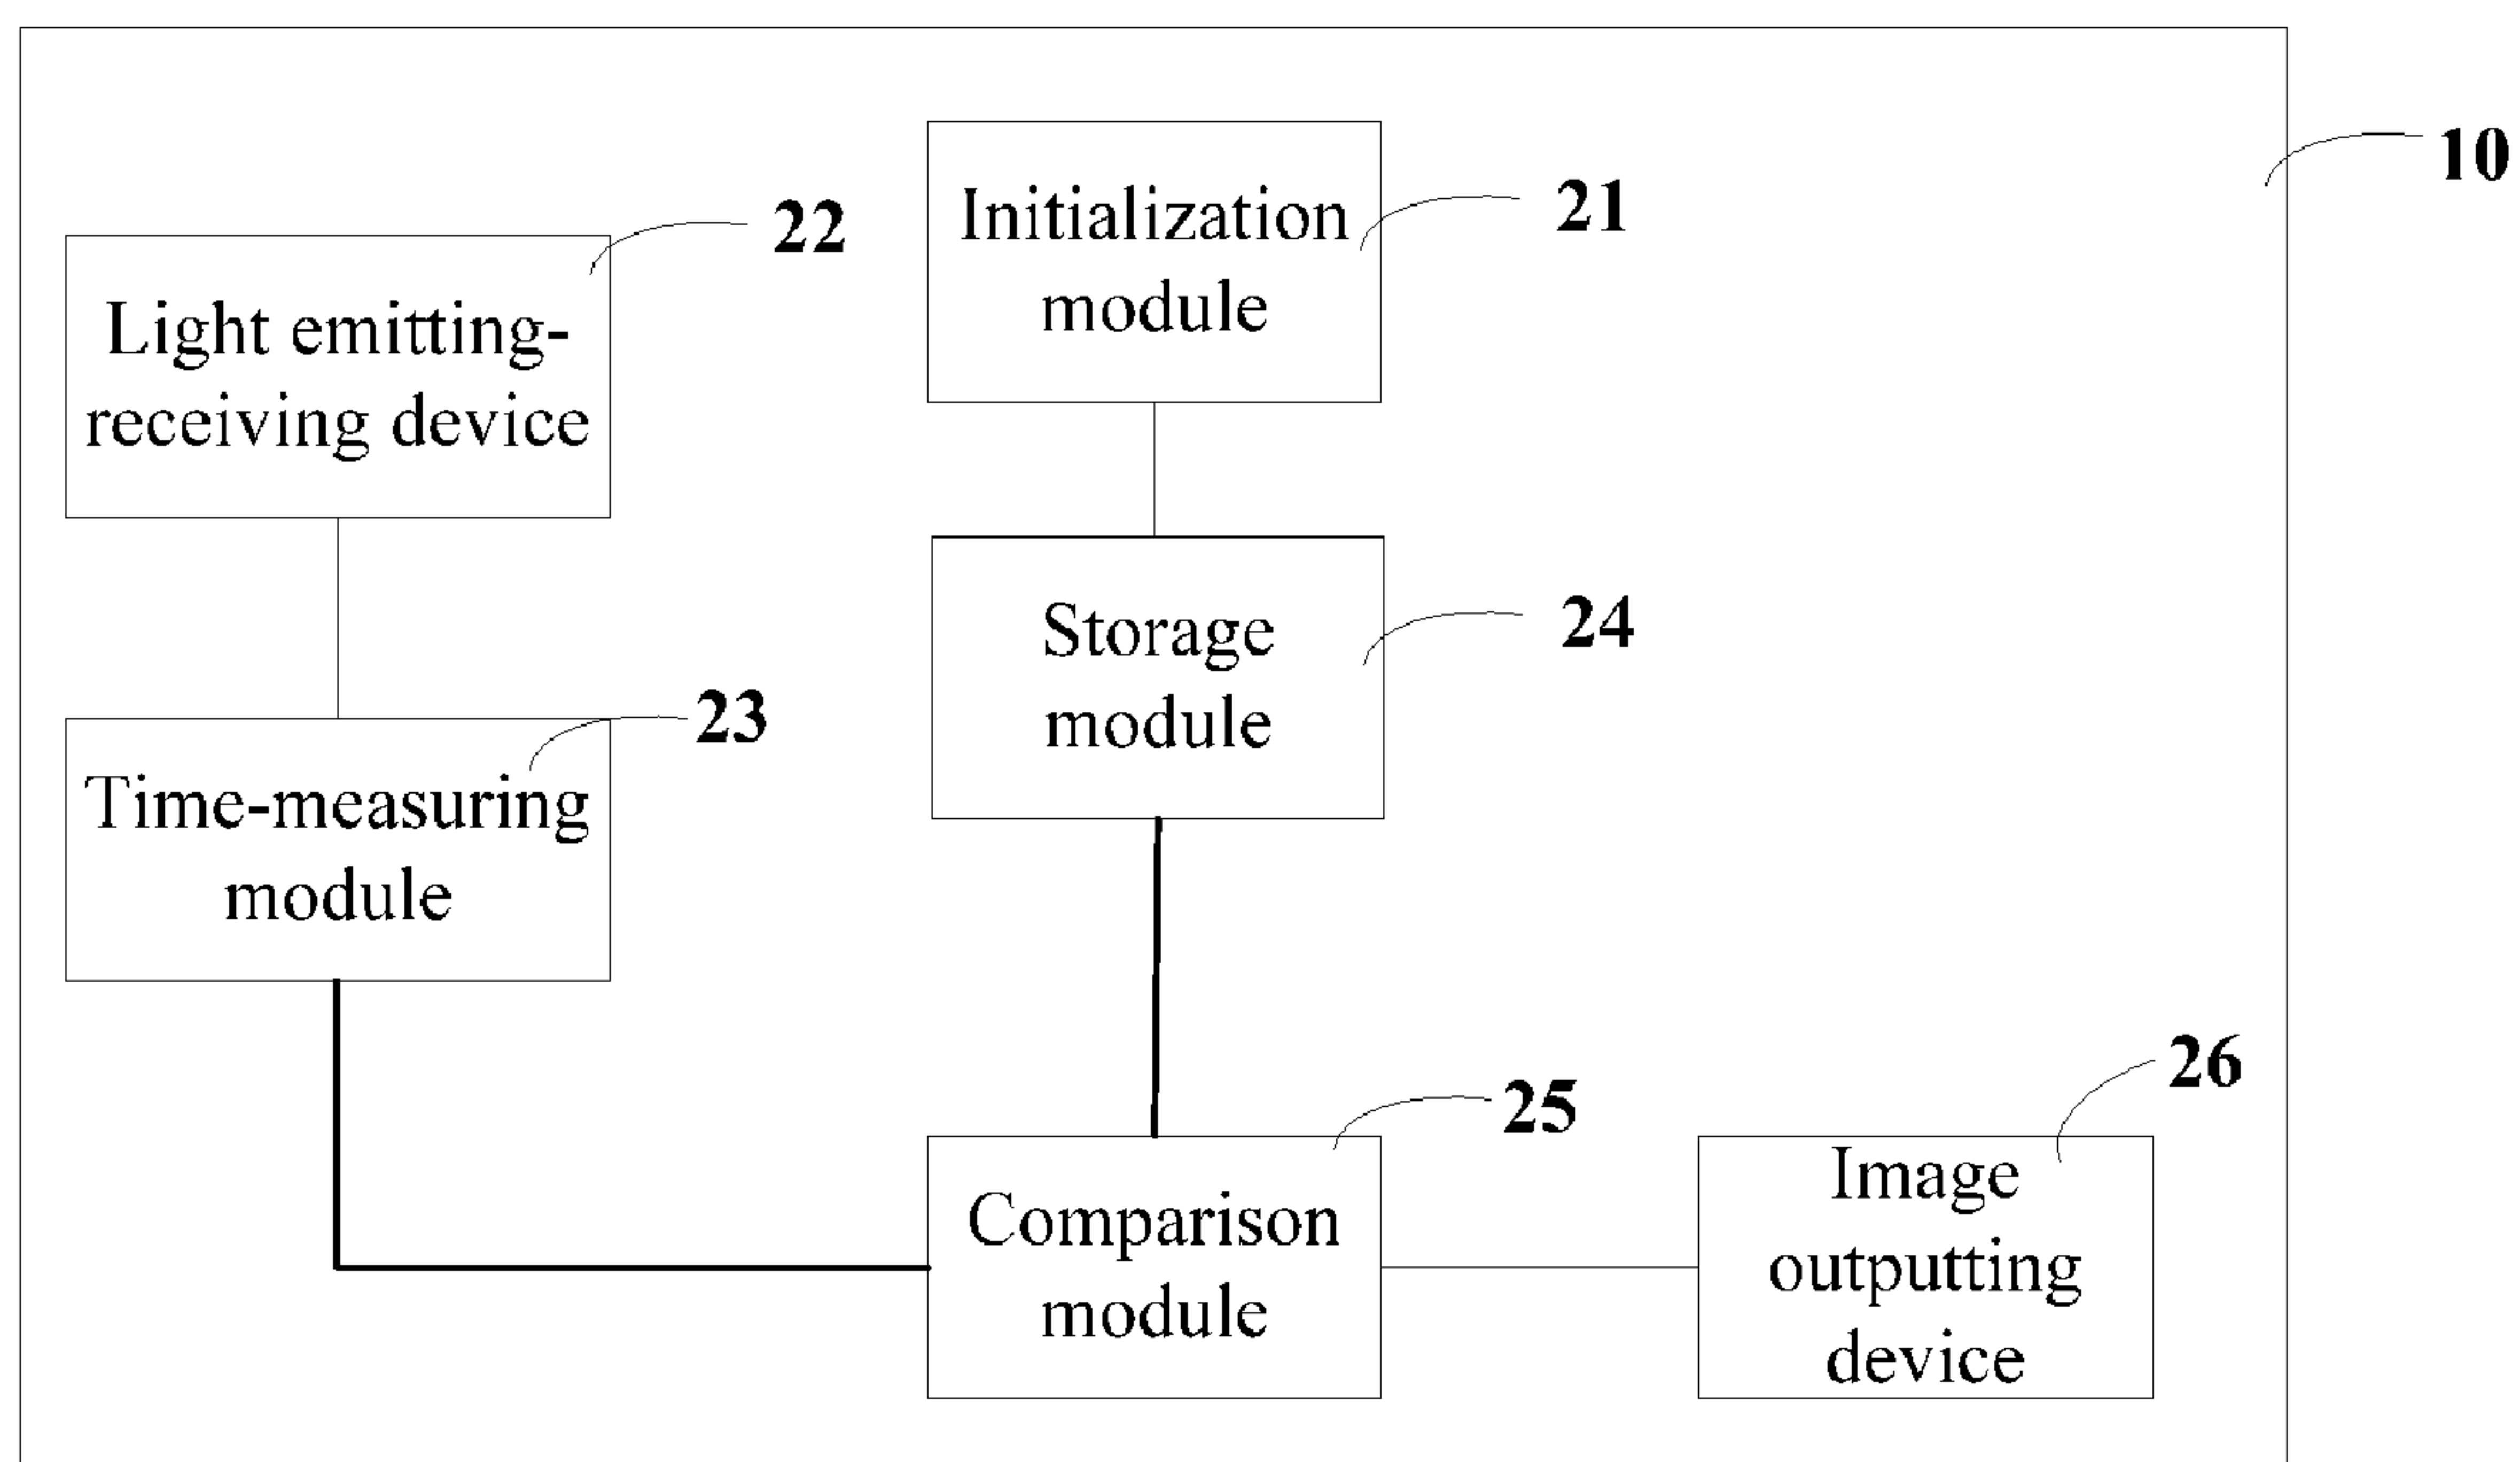 10
Initialization
module
21
22
Light emitting-
receiving device
Storage
module
24
23
Time-measuring
module
25
Comparison
module
26
Image
outputting
device